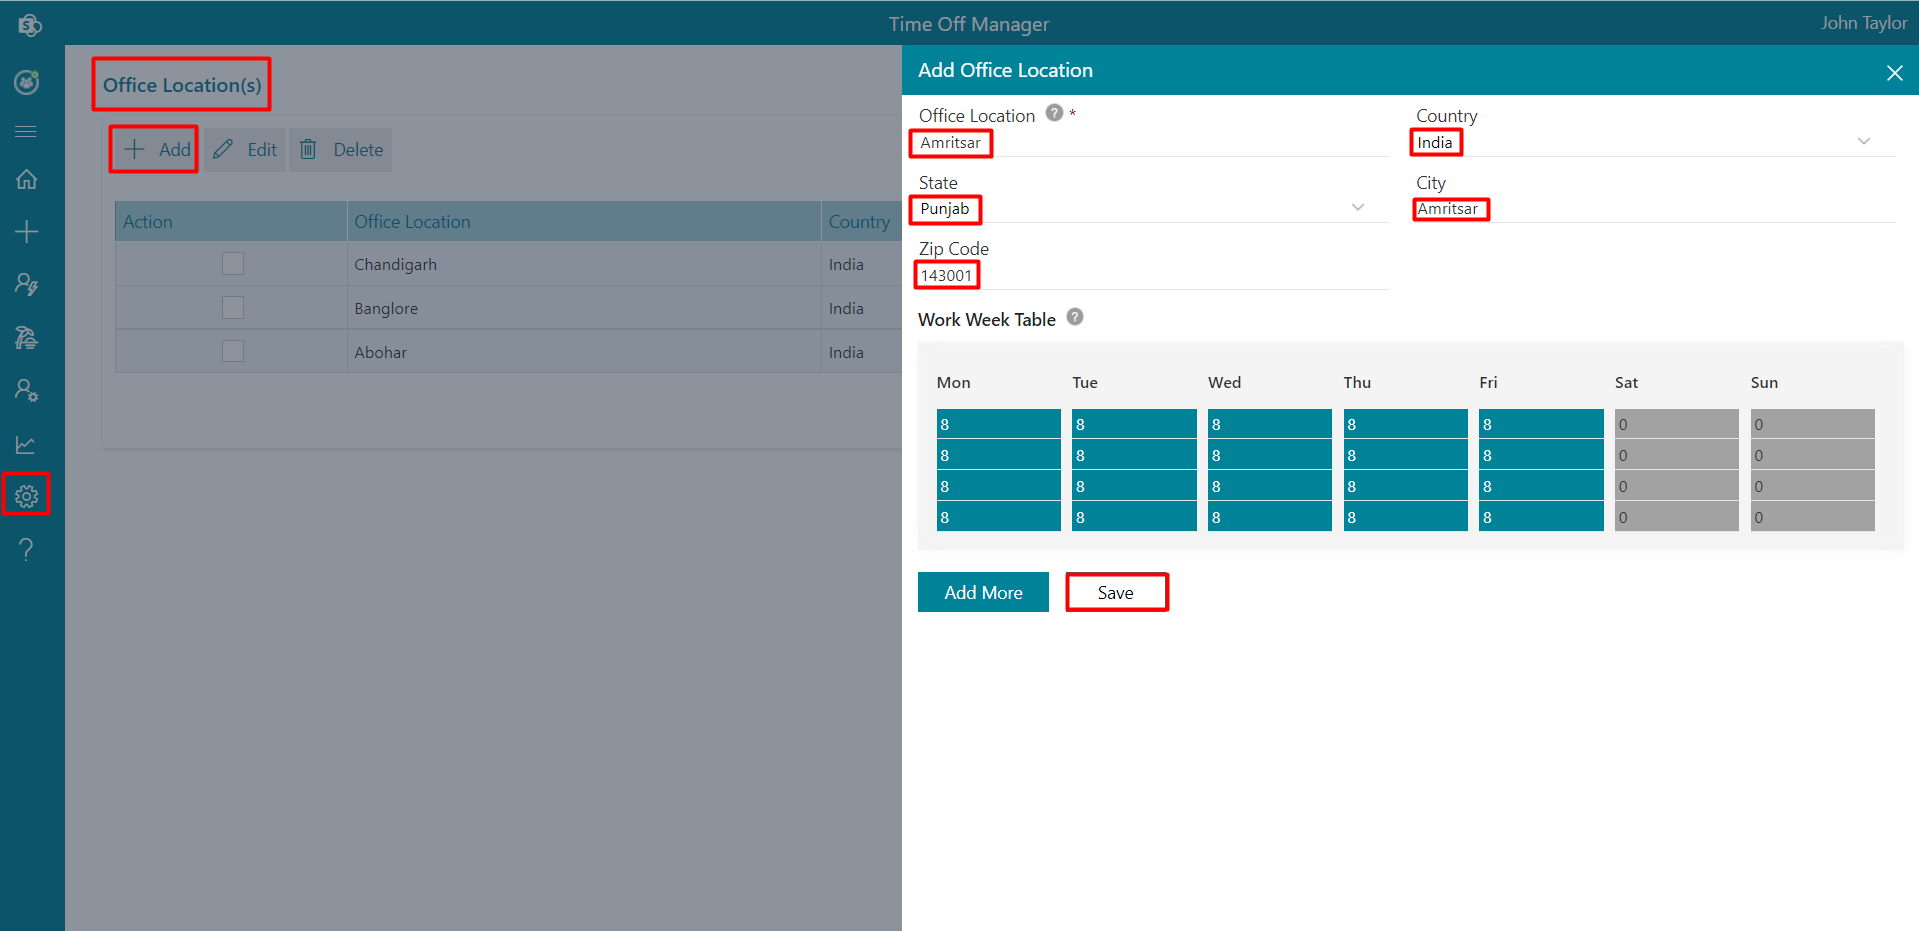 Time Off Manager
John Taylor
Office Location(s)
Add Edit Delete
Action Office Location Country
Chandigarh India
Banglore India
Abohar India
Add Office Location
Office Location ? *
Amritsar
Country
India
State
Punjab
City
Amritsar
Zip Code
143001
Work Week Table ?
Mon Tue Wed Thu Fri Sat Sun
8 8 8 8 8 0 0
8 8 8 8 8 0 0
8 8 8 8 8 0 0
8 8 8 8 8 0 0
Add More Save